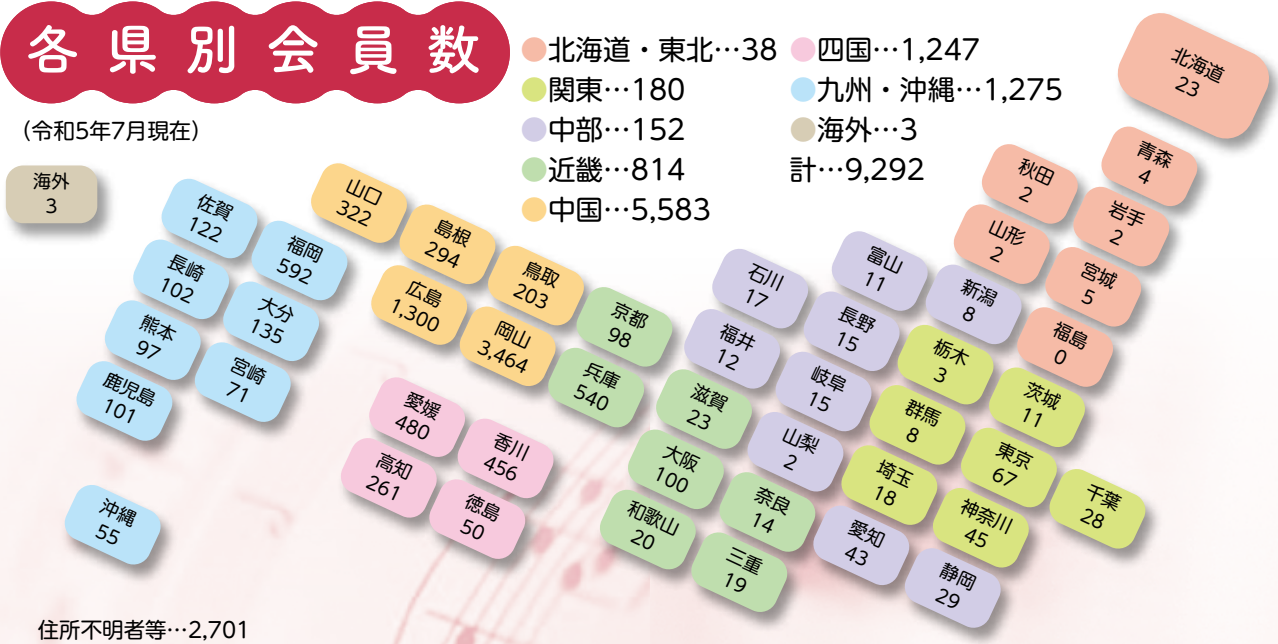 各県別会員数
（令和5年7月現在）
●北海道・東北…38
●関東…180
●中部…152
●近畿…814
●中国…5,583
●四国…1,247
●九州・沖縄…1,275
●海外…3
計…9,292
海外
3
佐賀
122
福岡
592
長崎
102
大分
135
熊本
97
宮崎
71
鹿児島
101
沖縄
55
山口
322
島根
294
鳥取
203
広島
1,300
岡山
3,464
愛媛
480
香川
456
高知
261
徳島
50
京都
98
兵庫
540
滋賀
23
大阪
100
奈良
14
和歌山
20
三重
19
石川
17
富山
11
新潟
8
福井
12
長野
15
岐阜
15
山梨
2
愛知
43
静岡
29
栃木
3
茨城
11
群馬
8
東京
67
埼玉
18
神奈川
45
千葉
28
北海道
23
青森
4
秋田
2
岩手
2
山形
2
宮城
5
福島
0
住所不明者等…2,701